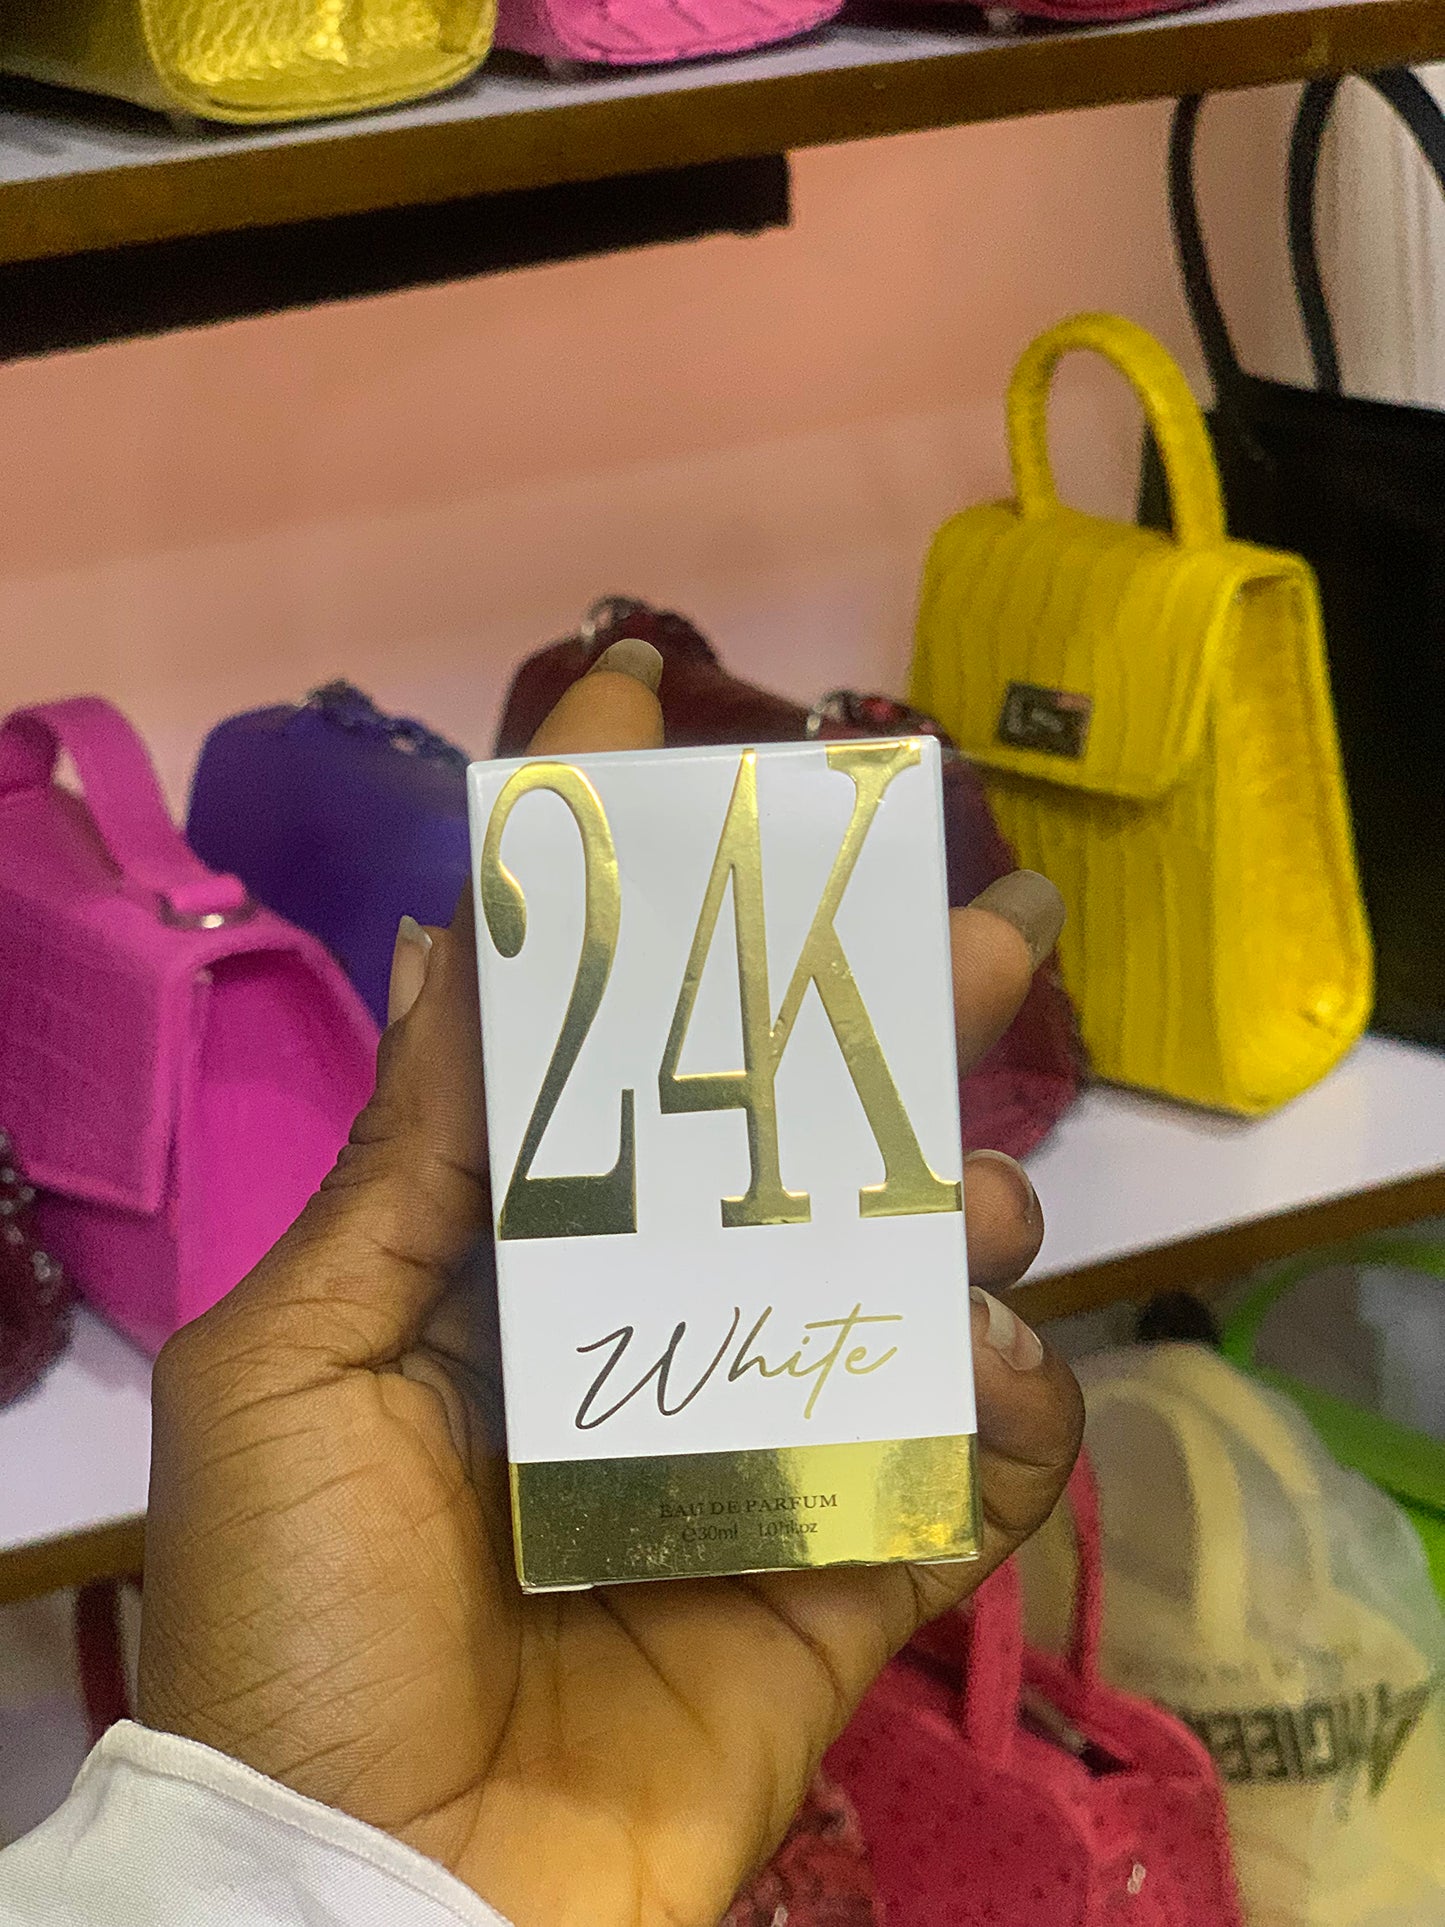 24K
White
EAU DE PARFUM
℮30ml 1.0fl.oz